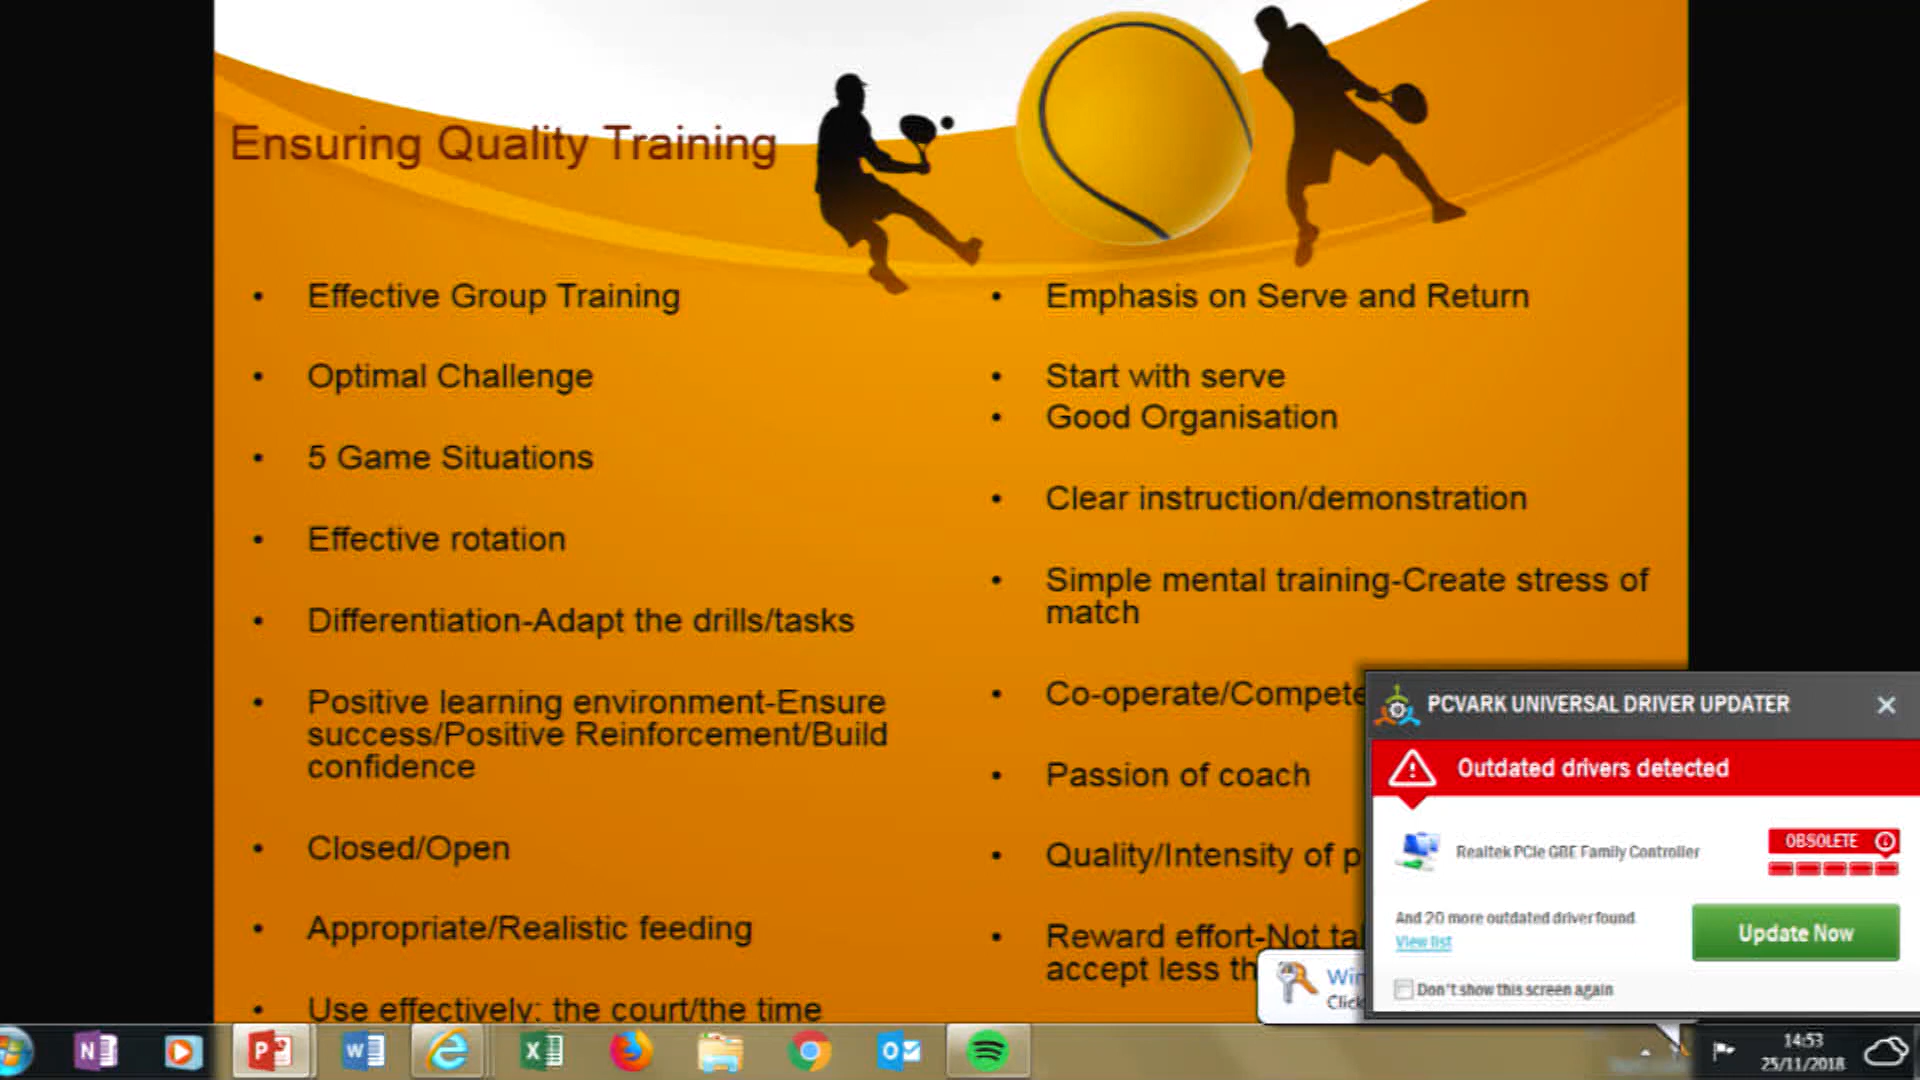 Ensuring Quality Training
• Effective Group Training
• Optimal Challenge
• 5 Game Situations
• Effective rotation
• Differentiation-Adapt the drills/tasks
• Positive learning environment-Ensure
success/Positive Reinforcement/Build
confidence
• Closed/Open
• Appropriate/Realistic feeding
• Use effectively: the court/the time
• Emphasis on Serve and Return
• Start with serve
• Good Organisation
• Clear instruction/demonstration
• Simple mental training-Create stress of
match
• Co-operate/Compete
• Passion of coach
• Quality/Intensity of
• Reward effort-Not
accept less
PCVARK UNIVERSAL DRIVER UPDATER
Outdated drivers detected
Realtek PCIe GBE Family Controller
OBSOLETE
And 20 more outdated driver found
View list
Update Now
Don't show this screen again
14:53
25/11/2018